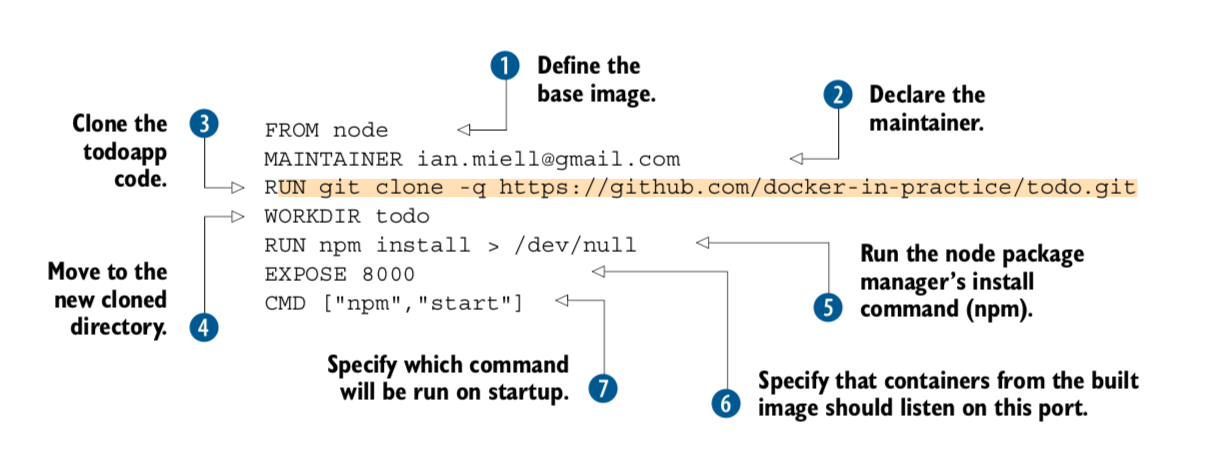 1 Define the
base image.
2 Declare the
maintainer.
Clone the 3
todoapp
code.
FROM node
MAINTAINER ian.miell@gmail.com
RUN git clone -q https://github.com/docker-in-practice/todo.git
WORKDIR todo
RUN npm install > /dev/null
EXPOSE 8000
CMD ["npm","start"]
Move to the
new cloned
directory. 4
Run the node package
manager’s install
5 command (npm).
Specify which command
will be run on startup. 7
Specify that containers from the built
6 image should listen on this port.